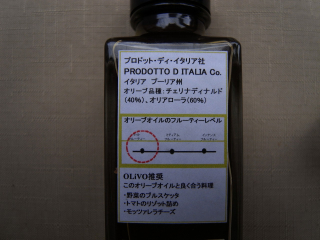 プロドット・ディ・イタリア社
PRODOTTO D ITALIA Co.
イタリア プーリア州
オリーブ品種：チェリナディナルド
（40％）、オリアローラ（60％）
オリーブオイルのフルーティーレベル
OLiVO推奨
このオリーブオイルと良く合う料理
・野菜のブルスケッタ
・トマトのリゾット詰め
・モッツァレラチーズ